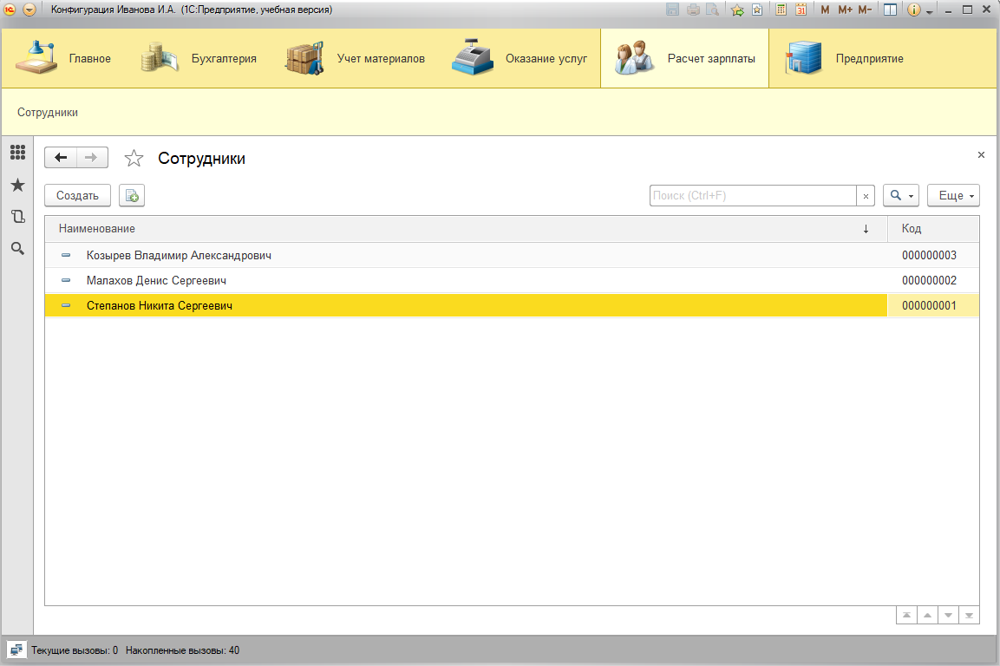 Конфигурация Иванова И.А. (1С:Предприятие, учебная версия) 31 M M+ M-
Главное Бухгалтерия Учет материалов Оказание услуг Расчет зарплаты Предприятие
Сотрудники
Сотрудники
Создать Поиск (Ctrl+F) × Еще
Наименование ↓ Код
Козырев Владимир Александрович 000000003
Малахов Денис Сергеевич 000000002
Степанов Никита Сергеевич 000000001
Текущие вызовы: 0 Накопленные вызовы: 40